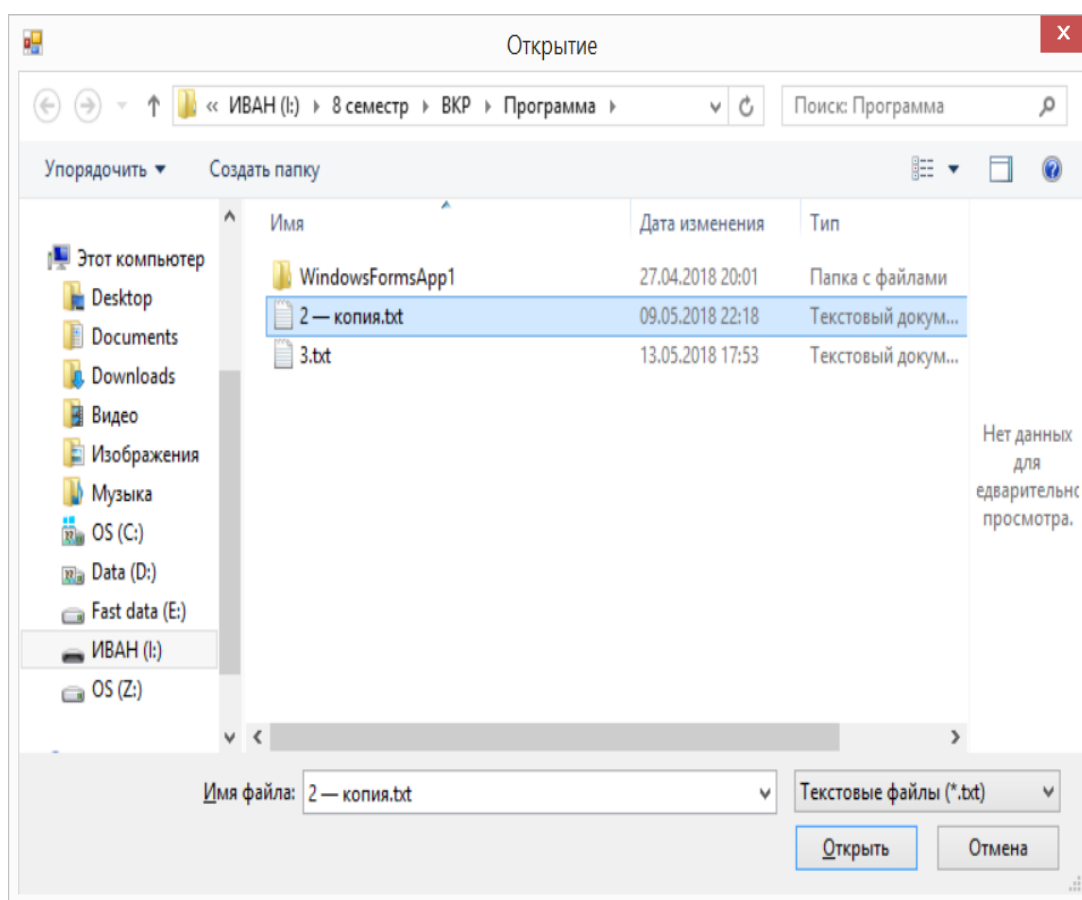 Открытие
« ИВАН (I:) ▸ 8 семестр ▸ ВКР ▸ Программа ▸
Поиск: Программа
Упорядочить ▾ Создать папку
Имя Дата изменения Тип
Этот компьютер
Desktop
Documents
Downloads
Видео
Изображения
Музыка
OS (C:)
Data (D:)
Fast data (E:)
ИВАН (I:)
OS (Z:)
WindowsFormsApp1 27.04.2018 20:01 Папка с файлами
2 — копия.txt 09.05.2018 22:18 Текстовый докум...
3.txt 13.05.2018 17:53 Текстовый докум...
Нет данных
для
едварительно
просмотра.
Имя файла: 2 — копия.txt Текстовые файлы (*.txt)
Открыть Отмена